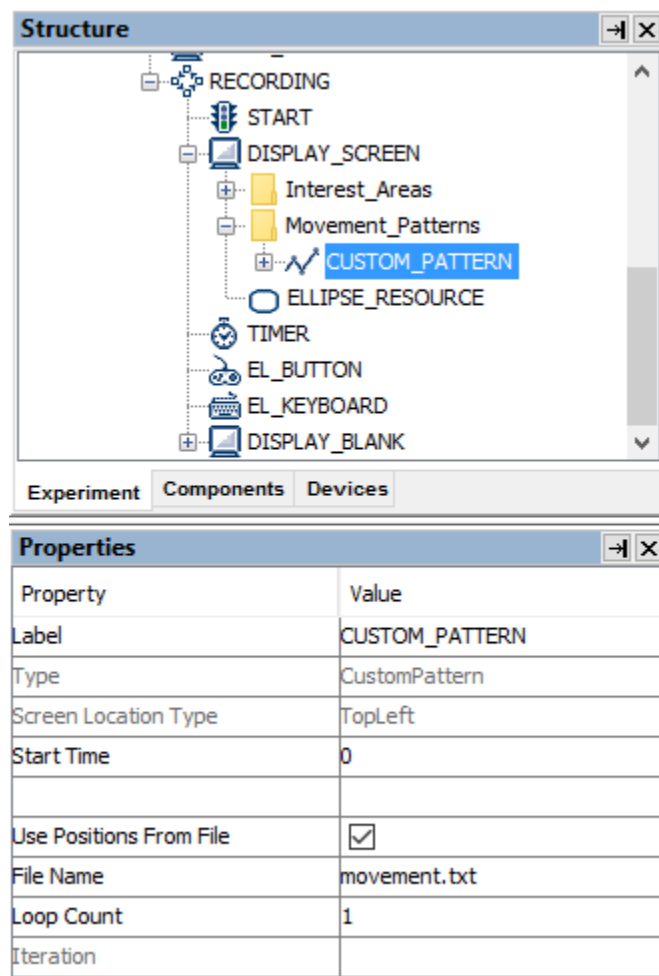 Structure
RECORDING
START
DISPLAY_SCREEN
Interest_Areas
Movement_Patterns
CUSTOM_PATTERN
ELLIPSE_RESOURCE
TIMER
EL_BUTTON
EL_KEYBOARD
DISPLAY_BLANK
Experiment Components Devices
Properties
Property Value
Label CUSTOM_PATTERN
Type CustomPattern
Screen Location Type TopLeft
Start Time 0
Use Positions From File
File Name movement.txt
Loop Count 1
Iteration